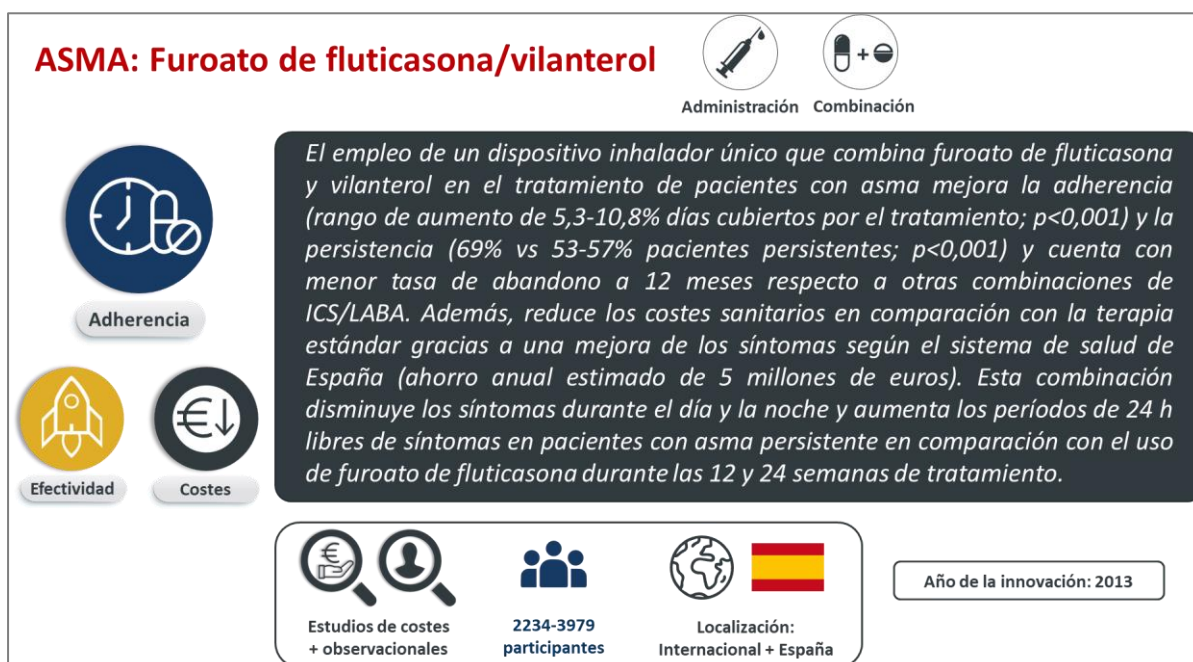 ASMA: Furoato de fluticasona/vilanterol
Administración
Combinación
El empleo de un dispositivo inhalador único que combina furoato de fluticasona
y vilanterol en el tratamiento de pacientes con asma mejora la adherencia
(rango de aumento de 5,3-10,8% días cubiertos por el tratamiento; p<0,001) y la
persistencia (69% vs 53-57% pacientes persistentes; p<0,001) y cuenta con
menor tasa de abandono a 12 meses respecto a otras combinaciones de
ICS/LABA. Además, reduce los costes sanitarios en comparación con la terapia
estándar gracias a una mejora de los síntomas según el sistema de salud de
España (ahorro anual estimado de 5 millones de euros). Esta combinación
disminuye los síntomas durante el día y la noche y aumenta los períodos de 24 h
libres de síntomas en pacientes con asma persistente en comparación con el uso
de furoato de fluticasona durante las 12 y 24 semanas de tratamiento.
Adherencia
Efectividad
Costes
Estudios de costes
+ observacionales
2234-3979
participantes
Localización:
Internacional + España
Año de la innovación: 2013